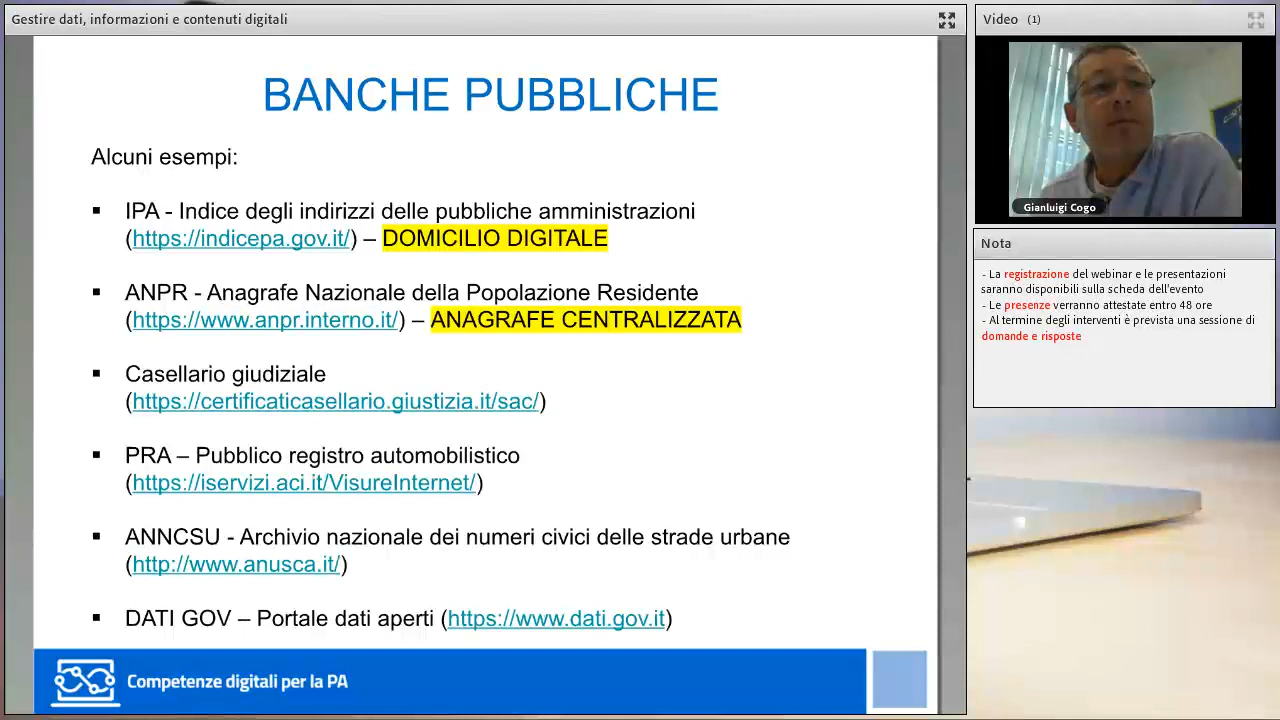 Gestire dati, informazioni e contenuti digitali
BANCHE PUBBLICHE
Alcuni esempi:
▪ IPA - Indice degli indirizzi delle pubbliche amministrazioni
(https://indicepa.gov.it/) – DOMICILIO DIGITALE
▪ ANPR - Anagrafe Nazionale della Popolazione Residente
(https://www.anpr.interno.it/) – ANAGRAFE CENTRALIZZATA
▪ Casellario giudiziale
(https://certificaticasellario.giustizia.it/sac/)
▪ PRA – Pubblico registro automobilistico
(https://iservizi.aci.it/VisureInternet/)
▪ ANNCSU - Archivio nazionale dei numeri civici delle strade urbane
(http://www.anusca.it/)
▪ DATI GOV – Portale dati aperti (https://www.dati.gov.it)
Competenze digitali per la PA
Video (1)
Gianluigi Cogo
Nota
- La registrazione del webinar e le presentazioni
saranno disponibili sulla scheda dell'evento
- Le presenze verranno attestate entro 48 ore
- Al termine degli interventi è prevista una sessione di
domande e risposte